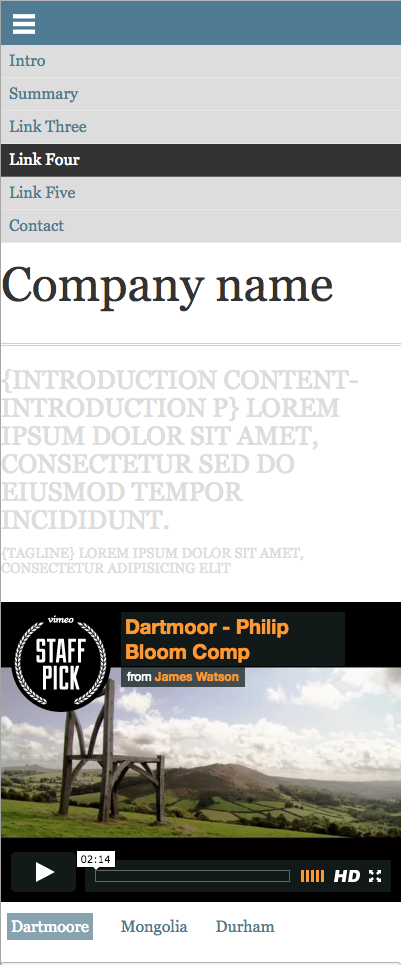 Intro
Summary
Link Three
Link Four
Link Five
Contact
Company name
{INTRODUCTION CONTENT-
INTRODUCTION P} LOREM
IPSUM DOLOR SIT AMET,
CONSECTETUR SED DO
EIUSMOD TEMPOR
INCIDIDUNT.
{TAGLINE} LOREM IPSUM DOLOR SIT AMET,
CONSECTETUR ADIPISICING ELIT
vimeo
STAFF
PICK
Dartmoor - Philip
Bloom Comp
from James Watson
02:14
HD
Dartmoore Mongolia Durham